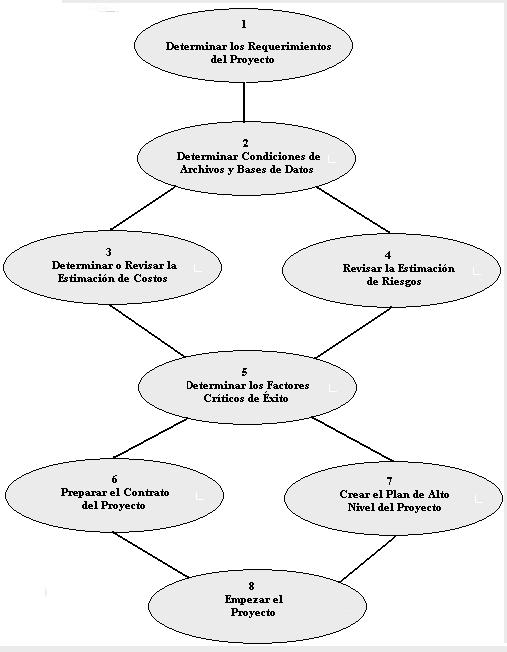 1
Determinar los Requerimientos
del Proyecto
2
Determinar Condiciones de
Archivos y Bases de Datos
3
Determinar o Revisar la
Estimación de Costos
4
Revisar la Estimación
de Riesgos
5
Determinar los Factores
Críticos de Éxito
6
Preparar el Contrato
del Proyecto
7
Crear el Plan de Alto
Nivel del Proyecto
8
Empezar el
Proyecto